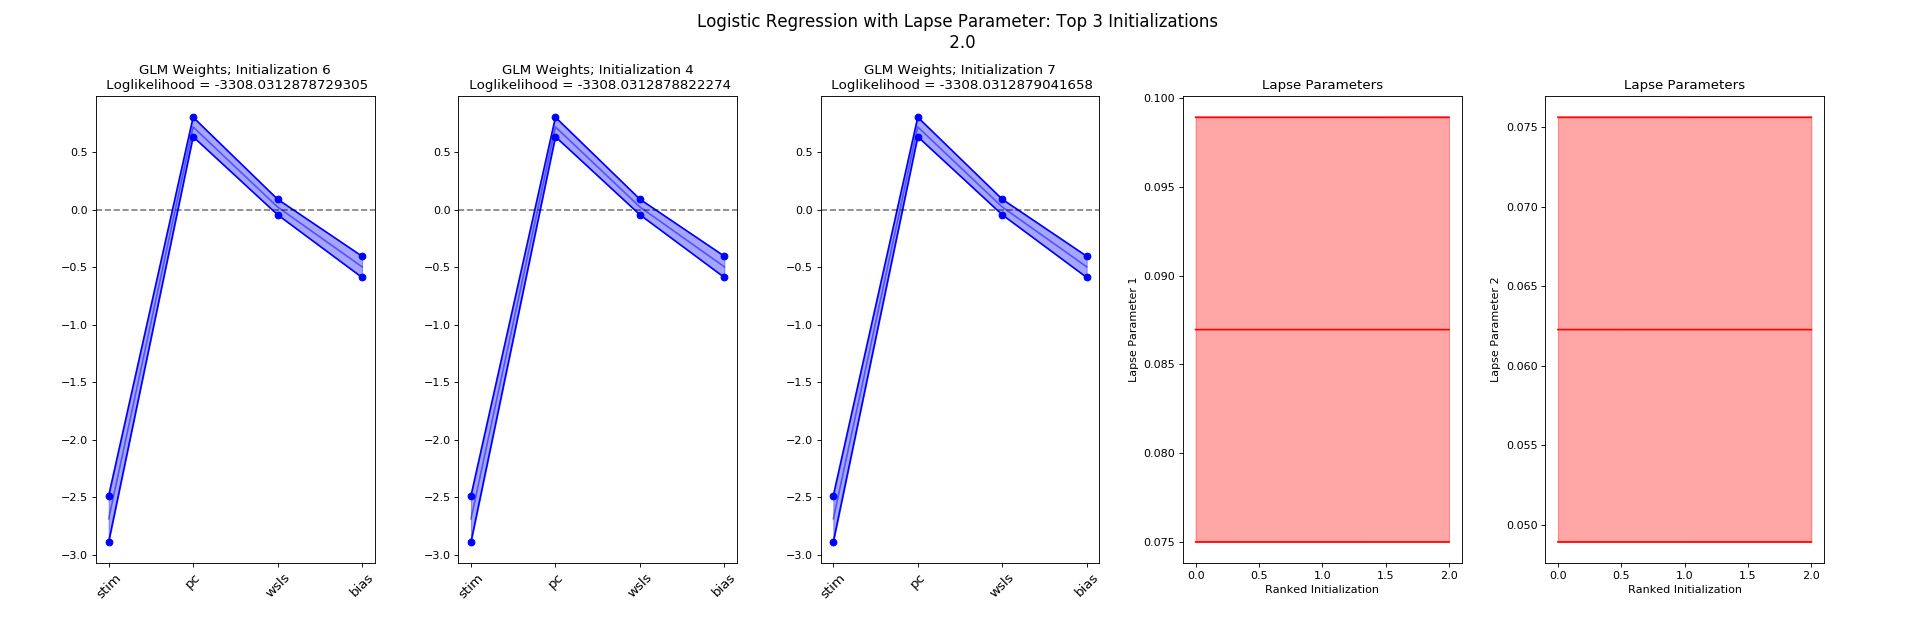 Logistic Regression with Lapse Parameter: Top 3 Initializations
2.0
GLM Weights; Initialization 6
Loglikelihood = -3308.0312878729305
0.5
0.0
−0.5
−1.0
−1.5
−2.0
−2.5
−3.0
stim
pc
wsls
bias
GLM Weights; Initialization 4
Loglikelihood = -3308.0312878822274
0.5
0.0
−0.5
−1.0
−1.5
−2.0
−2.5
−3.0
stim
pc
wsls
bias
GLM Weights; Initialization 7
Loglikelihood = -3308.0312879041658
0.5
0.0
−0.5
−1.0
−1.5
−2.0
−2.5
−3.0
stim
pc
wsls
bias
Lapse Parameters
Lapse Parameter 1
0.100
0.095
0.090
0.085
0.080
0.075
0.0
0.5
1.0
1.5
2.0
Ranked Initialization
Lapse Parameters
Lapse Parameter 2
0.075
0.070
0.065
0.060
0.055
0.050
0.0
0.5
1.0
1.5
2.0
Ranked Initialization